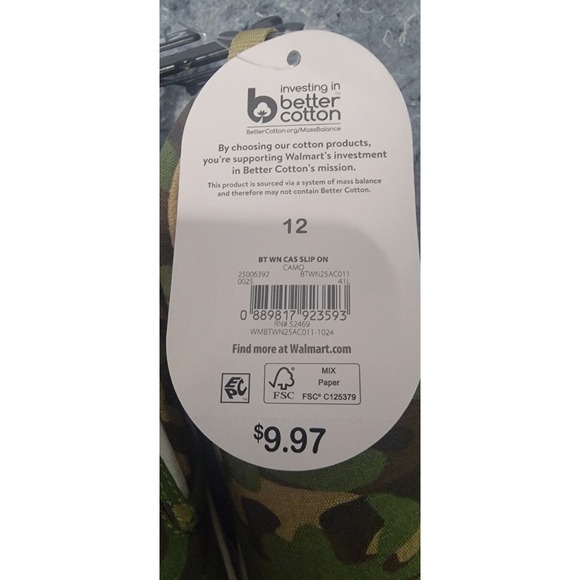 investing in
better
cotton™
BetterCotton.org/MassBalance
By choosing our cotton products,
you're supporting Walmart's investment
in Better Cotton's mission.
This product is sourced via a system of mass balance
and therefore may not contain Better Cotton.
12
BT WN CAS SLIP ON
CAMO
25006392 BTWN25AC011
0025 41L
0 889817 923593
RN# 52469
WMBTWN25AC011-1024
Find more at Walmart.com
EPC
FSC
MIX
Paper
FSC® C125379
$9.97